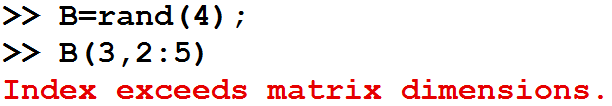 >> B=rand(4);
>> B(3,2:5)
Index exceeds matrix dimensions.